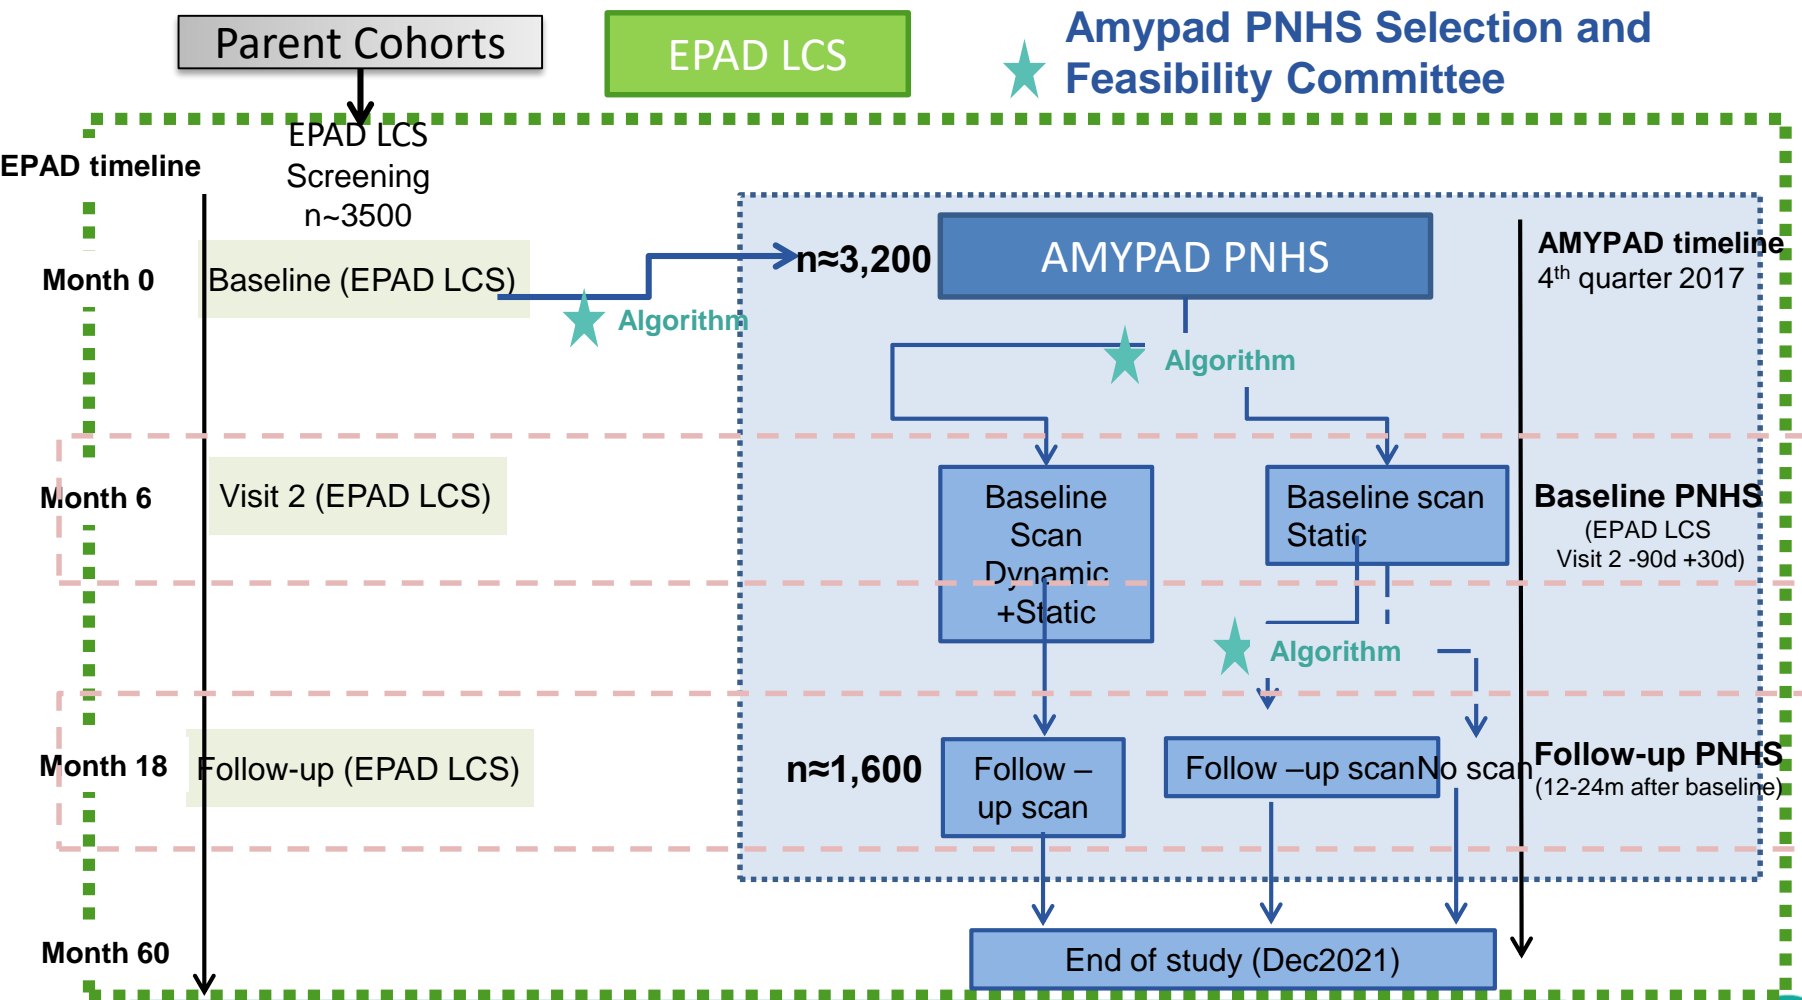 Parent Cohorts
EPAD LCS
Amypad PNHS Selection and
Feasibility Committee
EPAD LCS
Screening
n~3500
EPAD timeline
Month 0
Baseline (EPAD LCS)
Algorithm
n≈3,200
AMYPAD PNHS
AMYPAD timeline
4th quarter 2017
Algorithm
Month 6
Visit 2 (EPAD LCS)
Baseline
Scan
Dynamic
+Static
Baseline scan
Static
Baseline PNHS
(EPAD LCS
Visit 2 -90d +30d)
Algorithm
Month 18
Follow-up (EPAD LCS)
n≈1,600
Follow –
up scan
Follow –up scan
No scan
Follow-up PNHS
(12-24m after baseline)
Month 60
End of study (Dec2021)